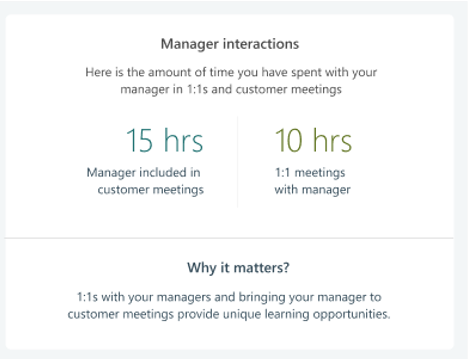 Manager interactions
Here is the amount of time you have spent with your
manager in 1:1s and customer meetings
15 hrs
Manager included in
customer meetings
10 hrs
1:1 meetings
with manager
Why it matters?
1:1s with your managers and bringing your manager to
customer meetings provide unique learning opportunities.